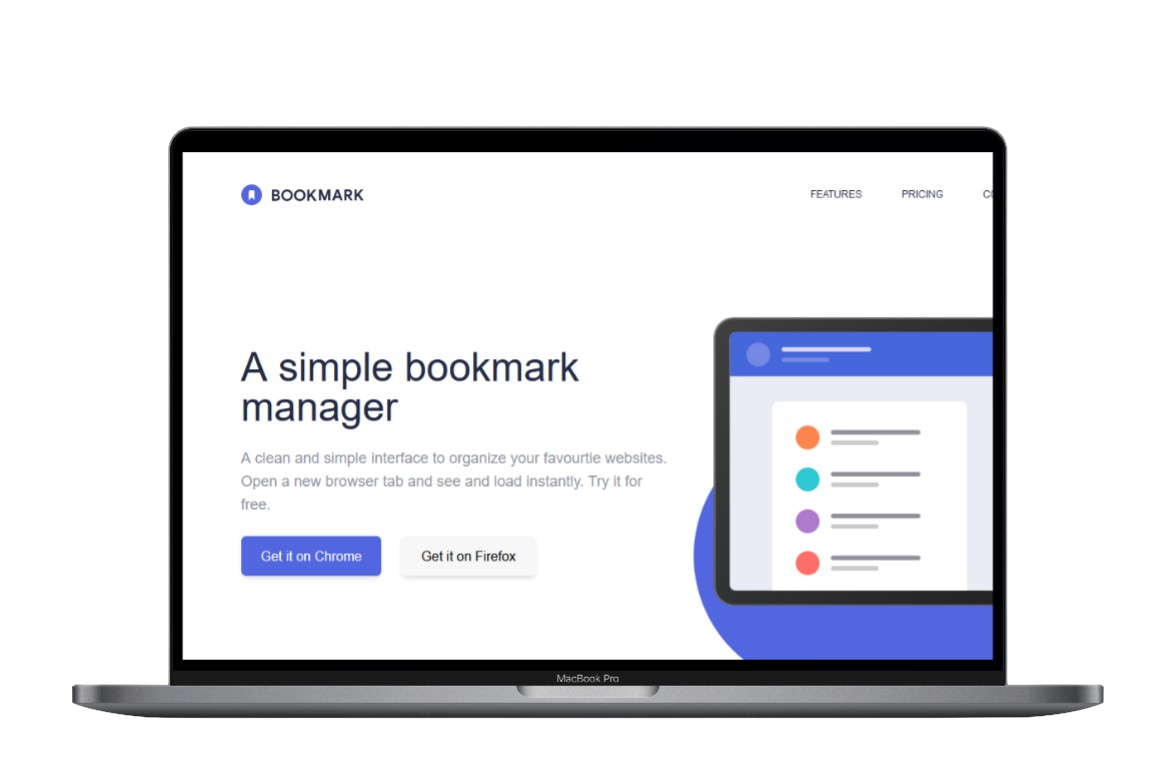 BOOKMARK
FEATURES PRICING
A simple bookmark
manager
A clean and simple interface to organize your favourtie websites.
Open a new browser tab and see and load instantly. Try it for
free.
Get it on Chrome Get it on Firefox
MacBook Pro